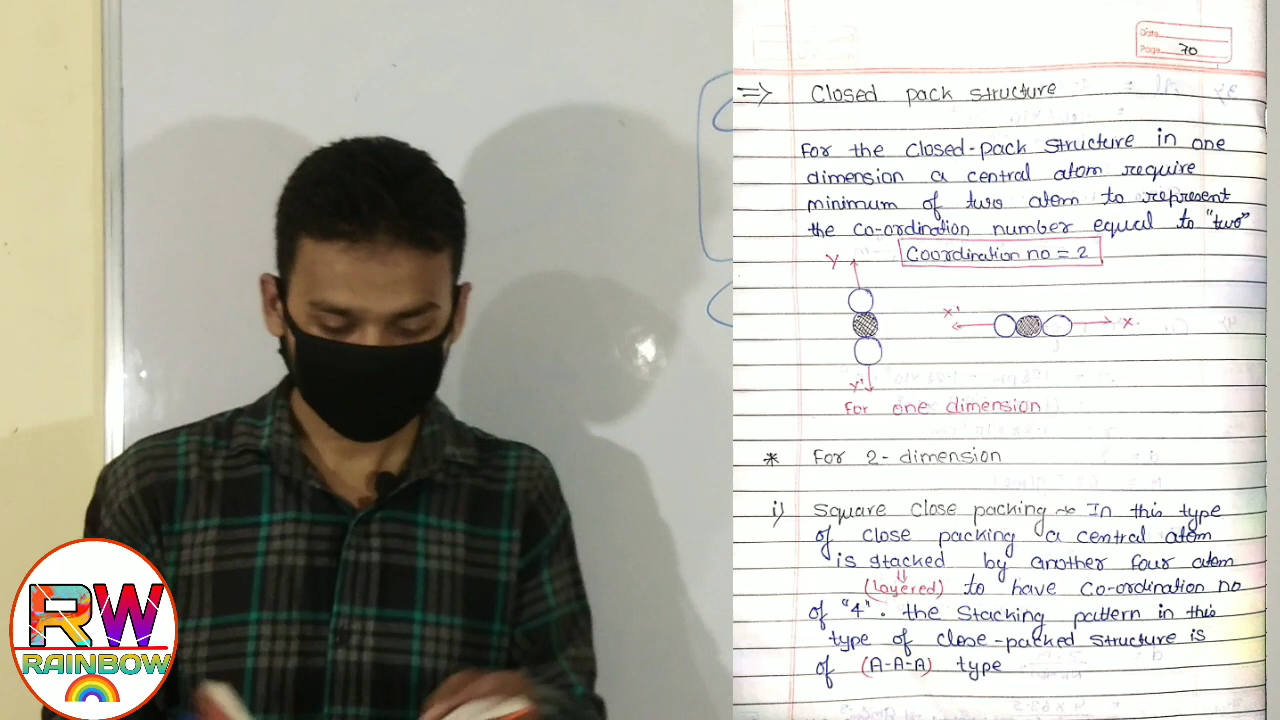 Date
Page 70
=> Closed pack structure
For the closed-pack structure in one
dimension a central atom require
minimum of two atom to represent
the co-ordination number equal to "two"
Coordination no = 2
Y
X' X
Y'
For one dimension
* For 2-dimension
i) Square close packing ~ In this type
of close packing a central atom
is stacked by another four atom
(layered) to have co-ordination no
of "4". the stacking pattern in this
type of close-packed structure is
of (A-A-A) type
RW
RAINBOW